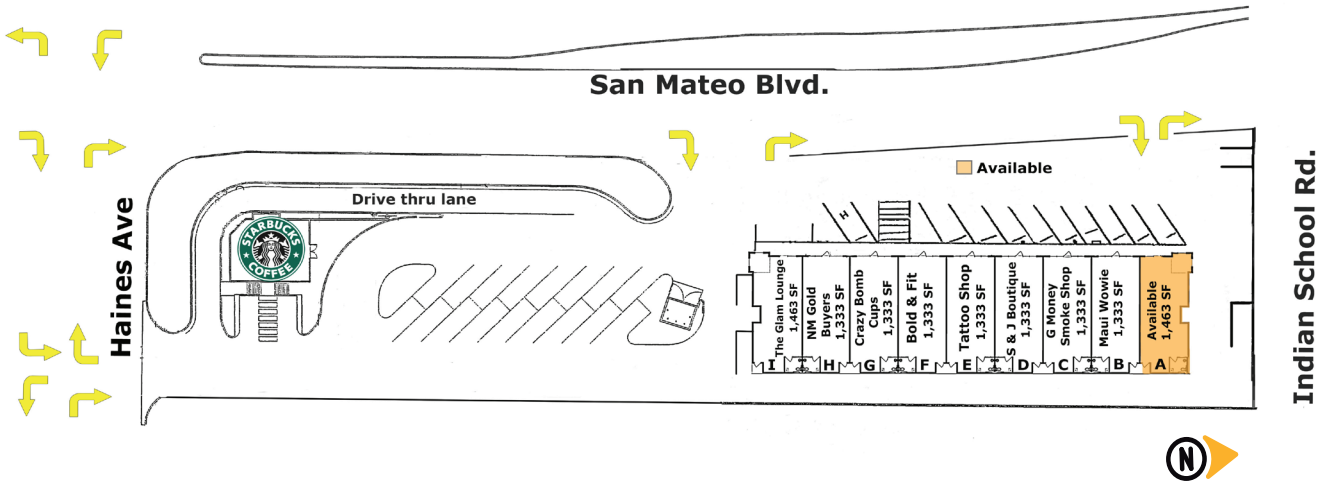 San Mateo Blvd.
Available
Haines Ave
Indian School Rd.
Drive thru lane
STARBUCKS
COFFEE
H
The Glam Lounge
1,463 SF
NM Gold
Buyers
1,333 SF
Crazy Bomb
Cups
1,333 SF
Bold & Fit
1,333 SF
Tattoo Shop
1,333 SF
S & J Boutique
1,333 SF
G Money
Smoke Shop
1,333 SF
Maui Wowie
1,333 SF
Available
1,463 SF
I H G F E D C B A
N